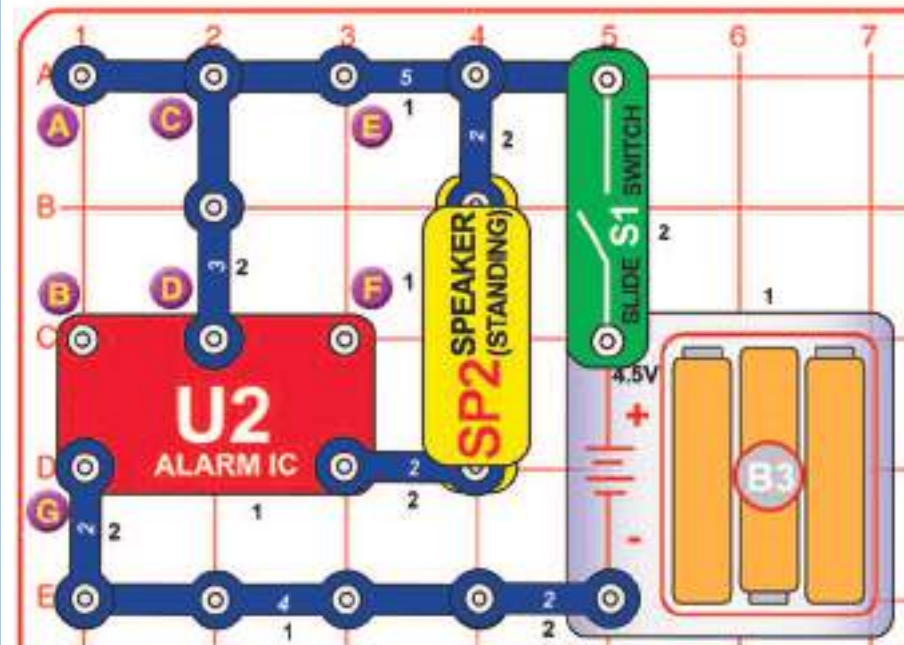 1 2 3 4 5 6 7
A
5
1
A
C
E
2
2
B
SLIDE S1 SWITCH
2
3
2
1
SP2 SPEAKER
(STANDING)
B
D
F
1
C
4.5V
U2
ALARM IC
+
B3
D
2
2
G
1
2
2
-
E
4
1
2
2